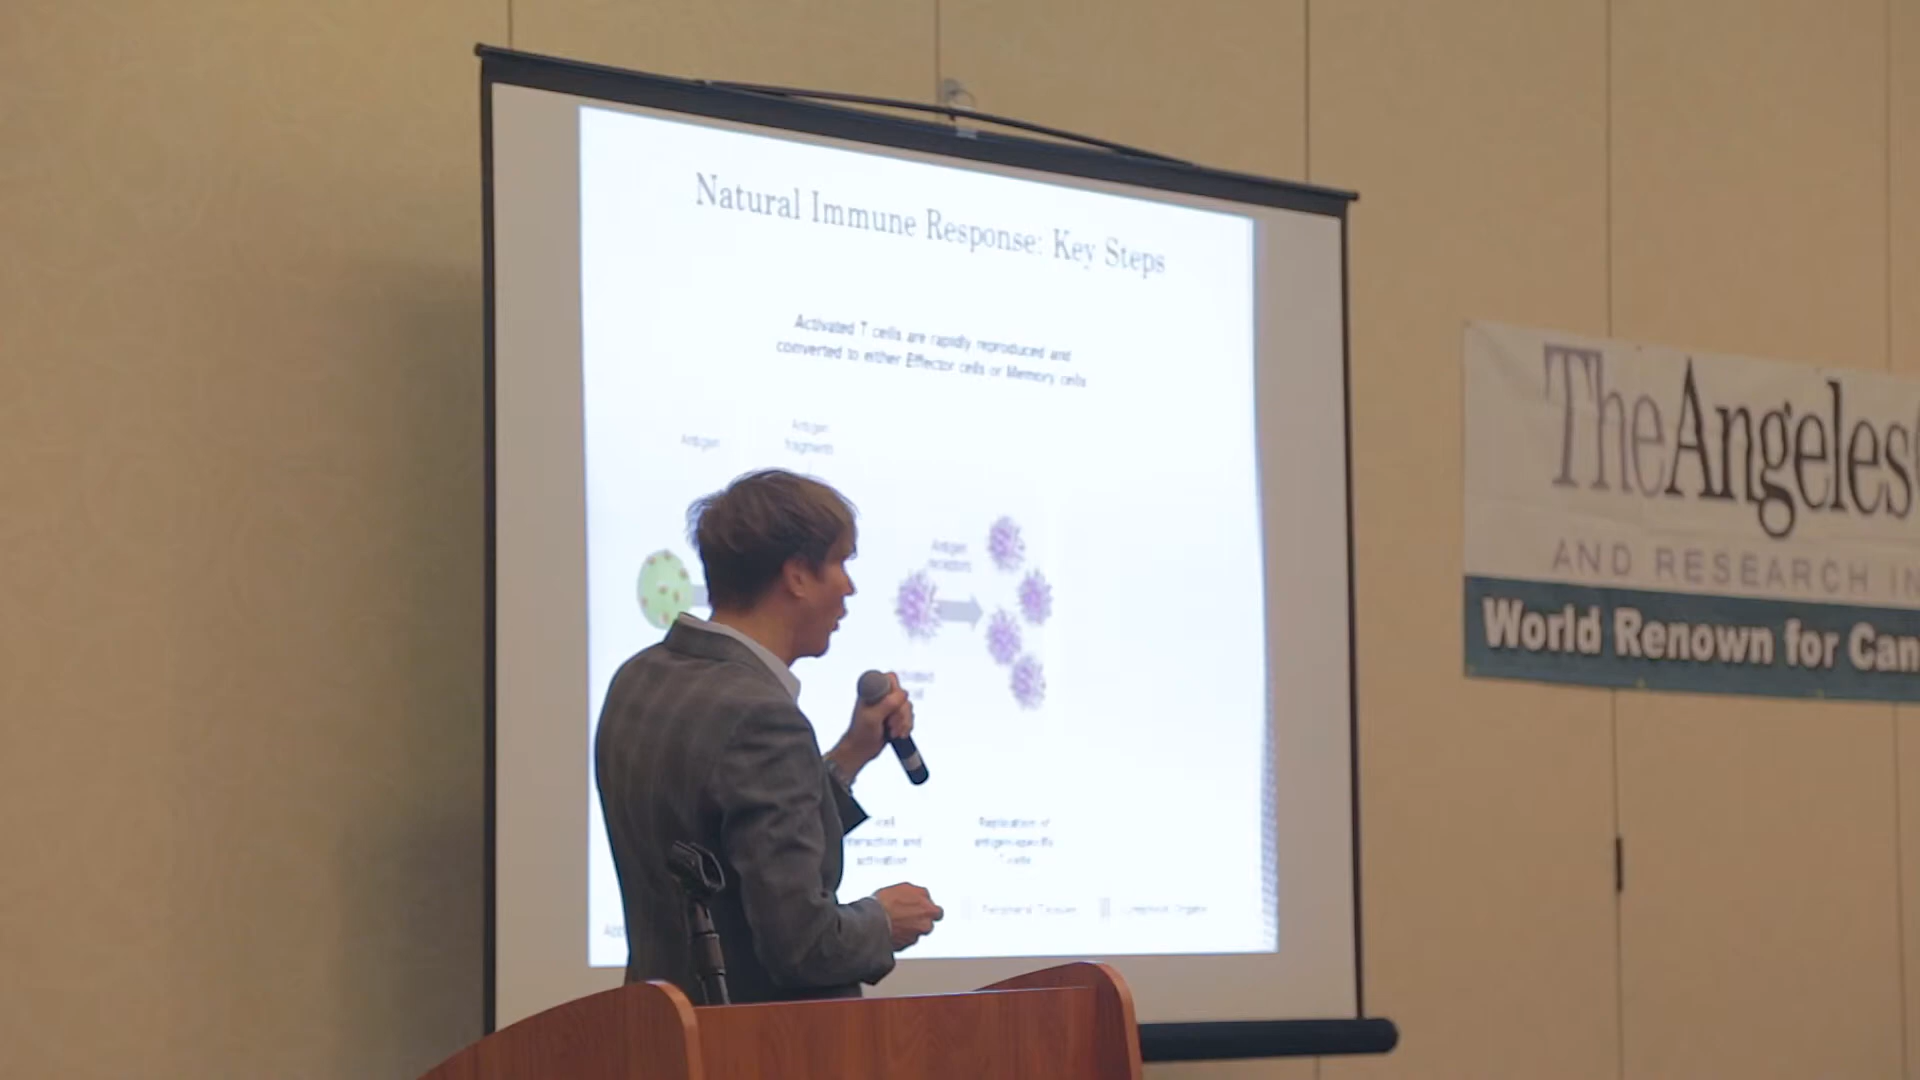 Natural Immune Response: Key Steps
Activated T cells are rapidly reproduced and
converted to either Effector cells or Memory cells
Antigen
Antigen
fragments
Antigen
receptors
cell
interaction and
activation
Replication of
antigen-specific
T-cells
Peripheral Tissues
Lymphoid Organs
TheAngeles
AND RESEARCH IN
World Renown for Can